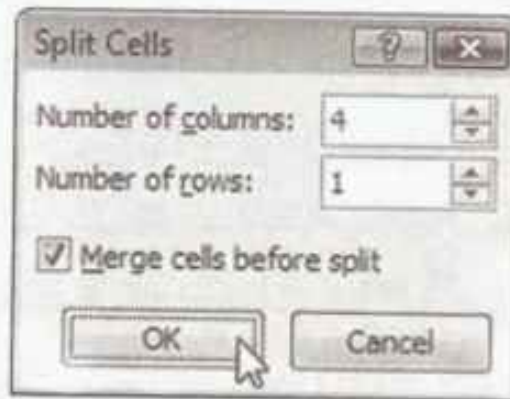 Split Cells
Number of columns: 4
Number of rows: 1
Merge cells before split
OK Cancel